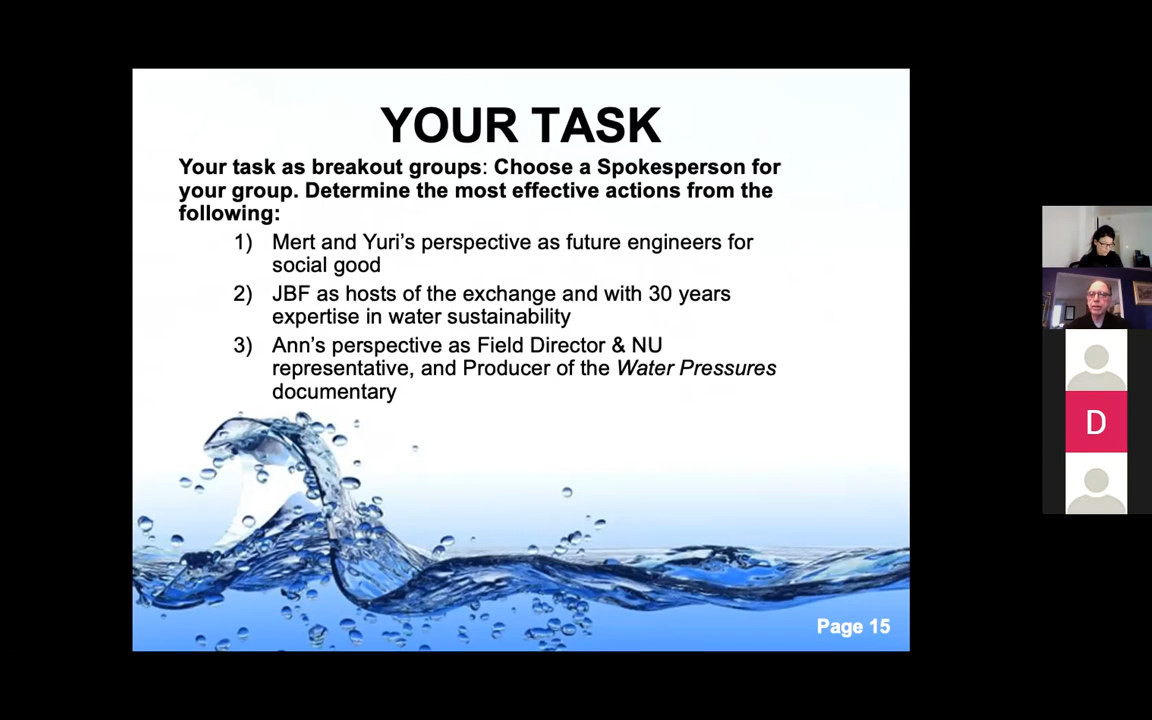 YOUR TASK
Your task as breakout groups: Choose a Spokesperson for
your group. Determine the most effective actions from the
following:
1) Mert and Yuri’s perspective as future engineers for
social good
2) JBF as hosts of the exchange and with 30 years
expertise in water sustainability
3) Ann’s perspective as Field Director & NU
representative, and Producer of the Water Pressures
documentary
D
Page 15